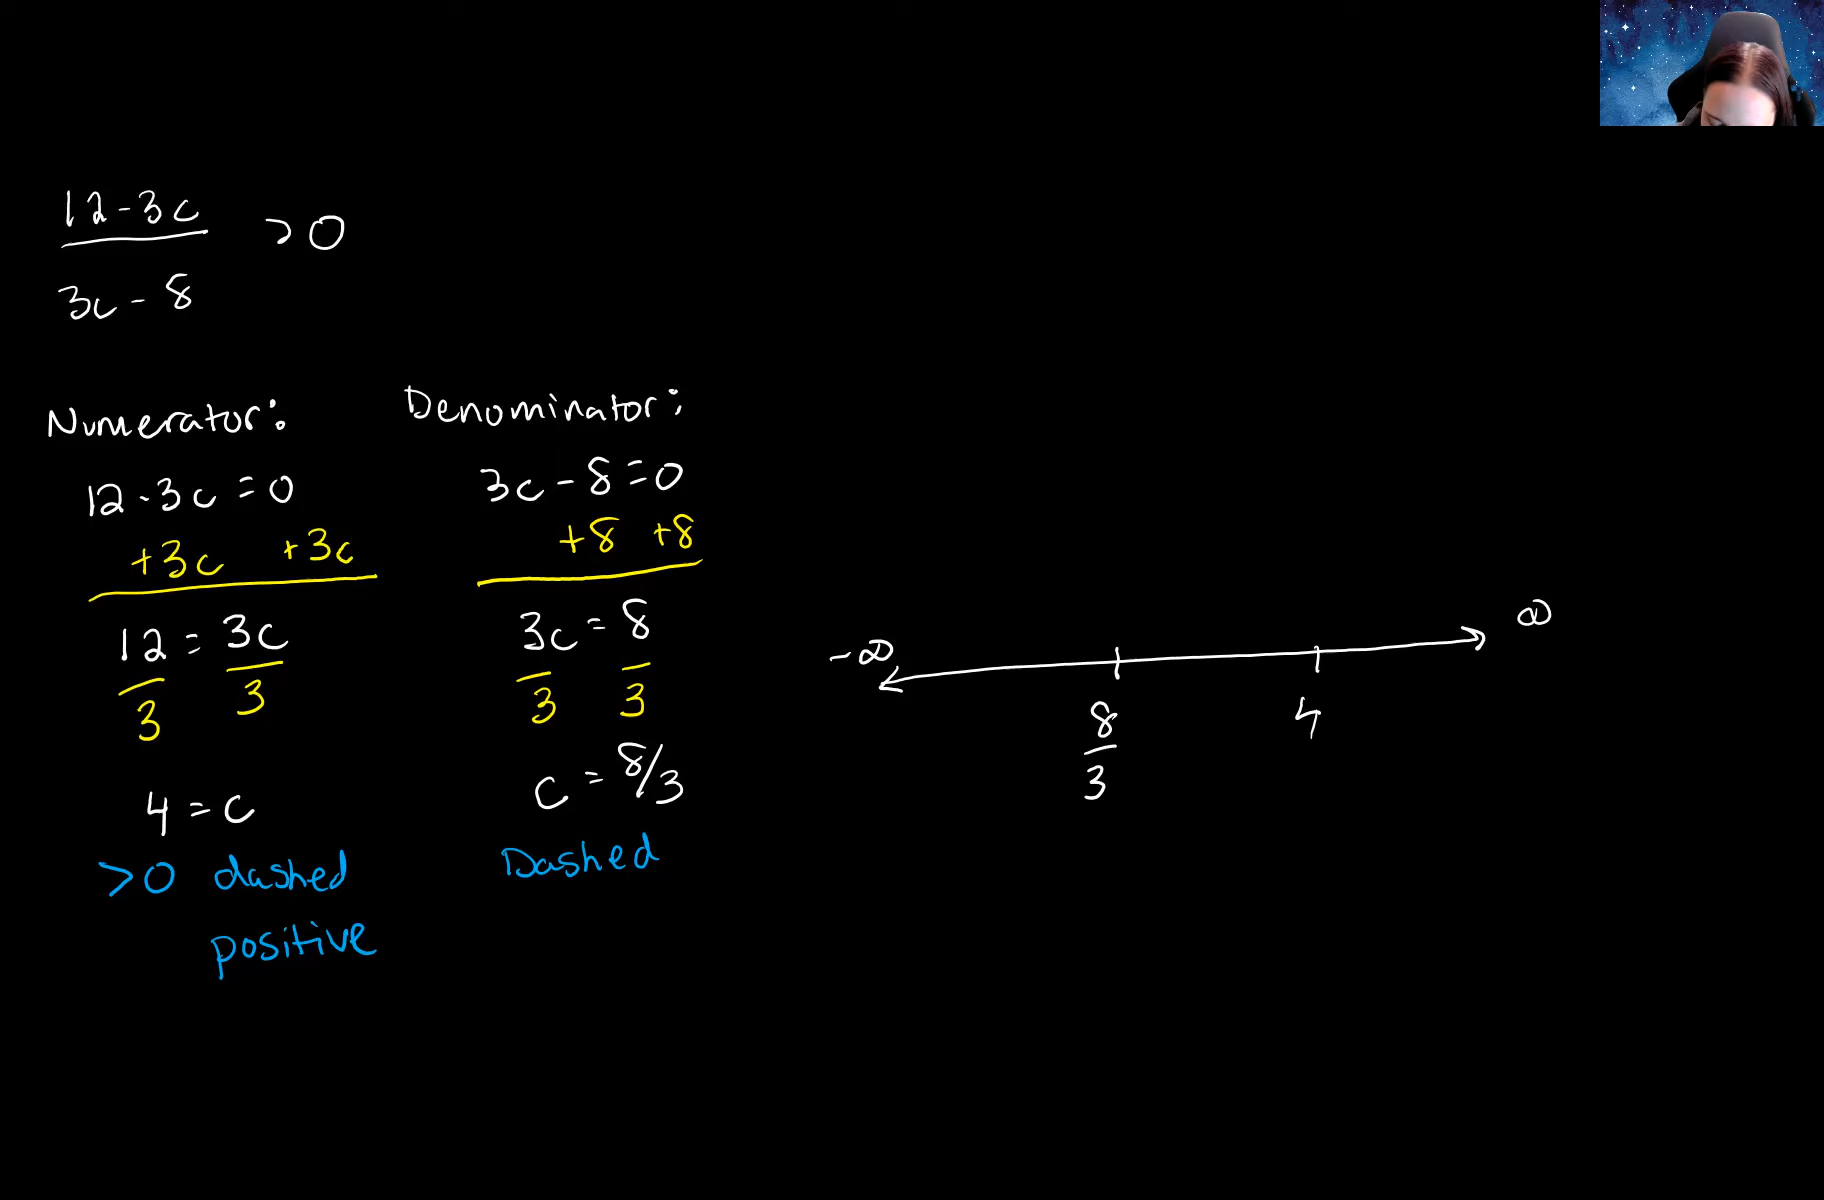 12-3c
> 0
3c - 8
Numerator:
12-3c = 0
+3c +3c
12 = 3c
3 3
4 = c
>0 dashed
positive
Denominator:
3c - 8 = 0
+8 +8
3c = 8
3 3
c = 8/3
Dashed
-∞ ∞
8 4
3